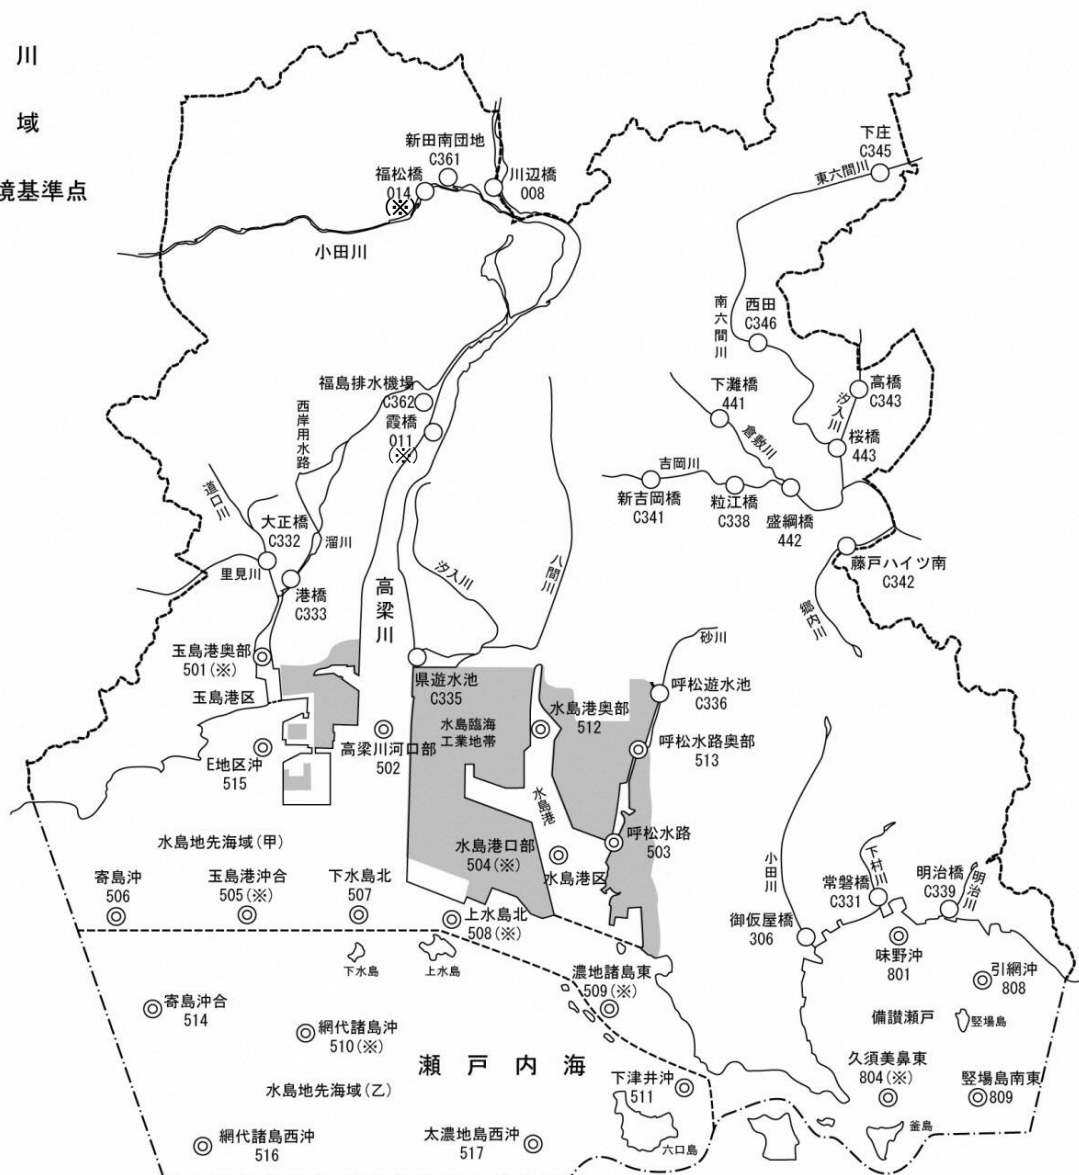 川
域
境基準点
新田南団地
C361
福松橋
014
(※)
川辺橋
008
下庄
C345
東六間川
小田川
南六間川
西田
C346
福島排水機場
C362
霞橋
011
(※)
西岸用水路
下灘橋
441
高橋
C343
汐入川
桜橋
443
倉敷川
吉岡川
新吉岡橋
C341
粒江橋
C338
盛綱橋
442
道口川
大正橋
C332
溜川
里見川
港橋
C333
高梁川
汐入川
八間川
藤戸ハイツ南
C342
郷内川
玉島港奥部
501(※)
玉島港区
県遊水池
C335
砂川
呼松遊水池
C336
水島港奥部
512
水島臨海
工業地帯
高梁川河口部
502
E地区沖
515
呼松水路奥部
513
水島港
呼松水路
503
水島地先海域(甲)
水島港口部
504(※)
水島港区
寄島沖
506
玉島港沖合
505(※)
下水島北
507
上水島北
508(※)
小田川
下村川
常磐橋
C331
明治橋
C339
明治川
御仮屋橋
306
味野沖
801
引網沖
808
下水島
上水島
濃地諸島東
509(※)
寄島沖合
514
網代諸島沖
510(※)
備讃瀬戸
竪場島
瀬戸内海
久須美鼻東
804(※)
竪場島南東
809
水島地先海域(乙)
下津井沖
511
網代諸島西沖
516
太濃地島西沖
517
六口島
釜島